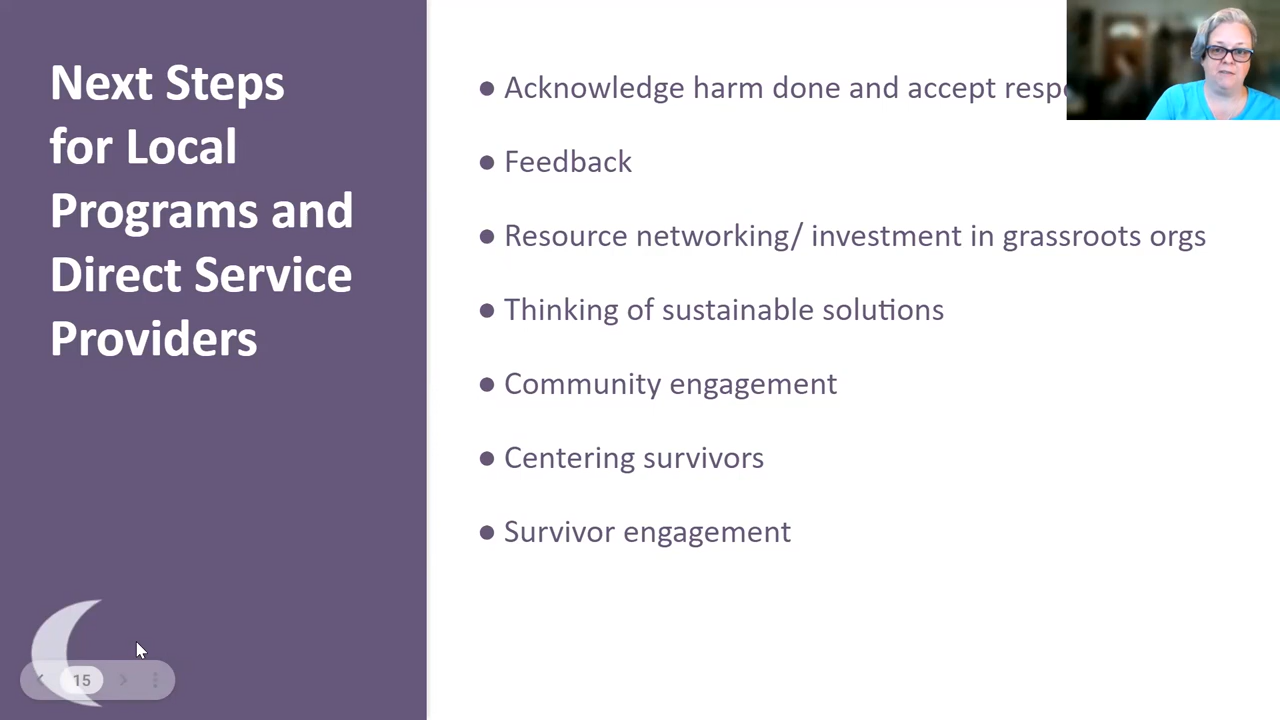 Next Steps
for Local
Programs and
Direct Service
Providers
● Acknowledge harm done and accept
● Feedback
● Resource networking/ investment in grassroots orgs
● Thinking of sustainable solutions
● Community engagement
● Centering survivors
● Survivor engagement
15